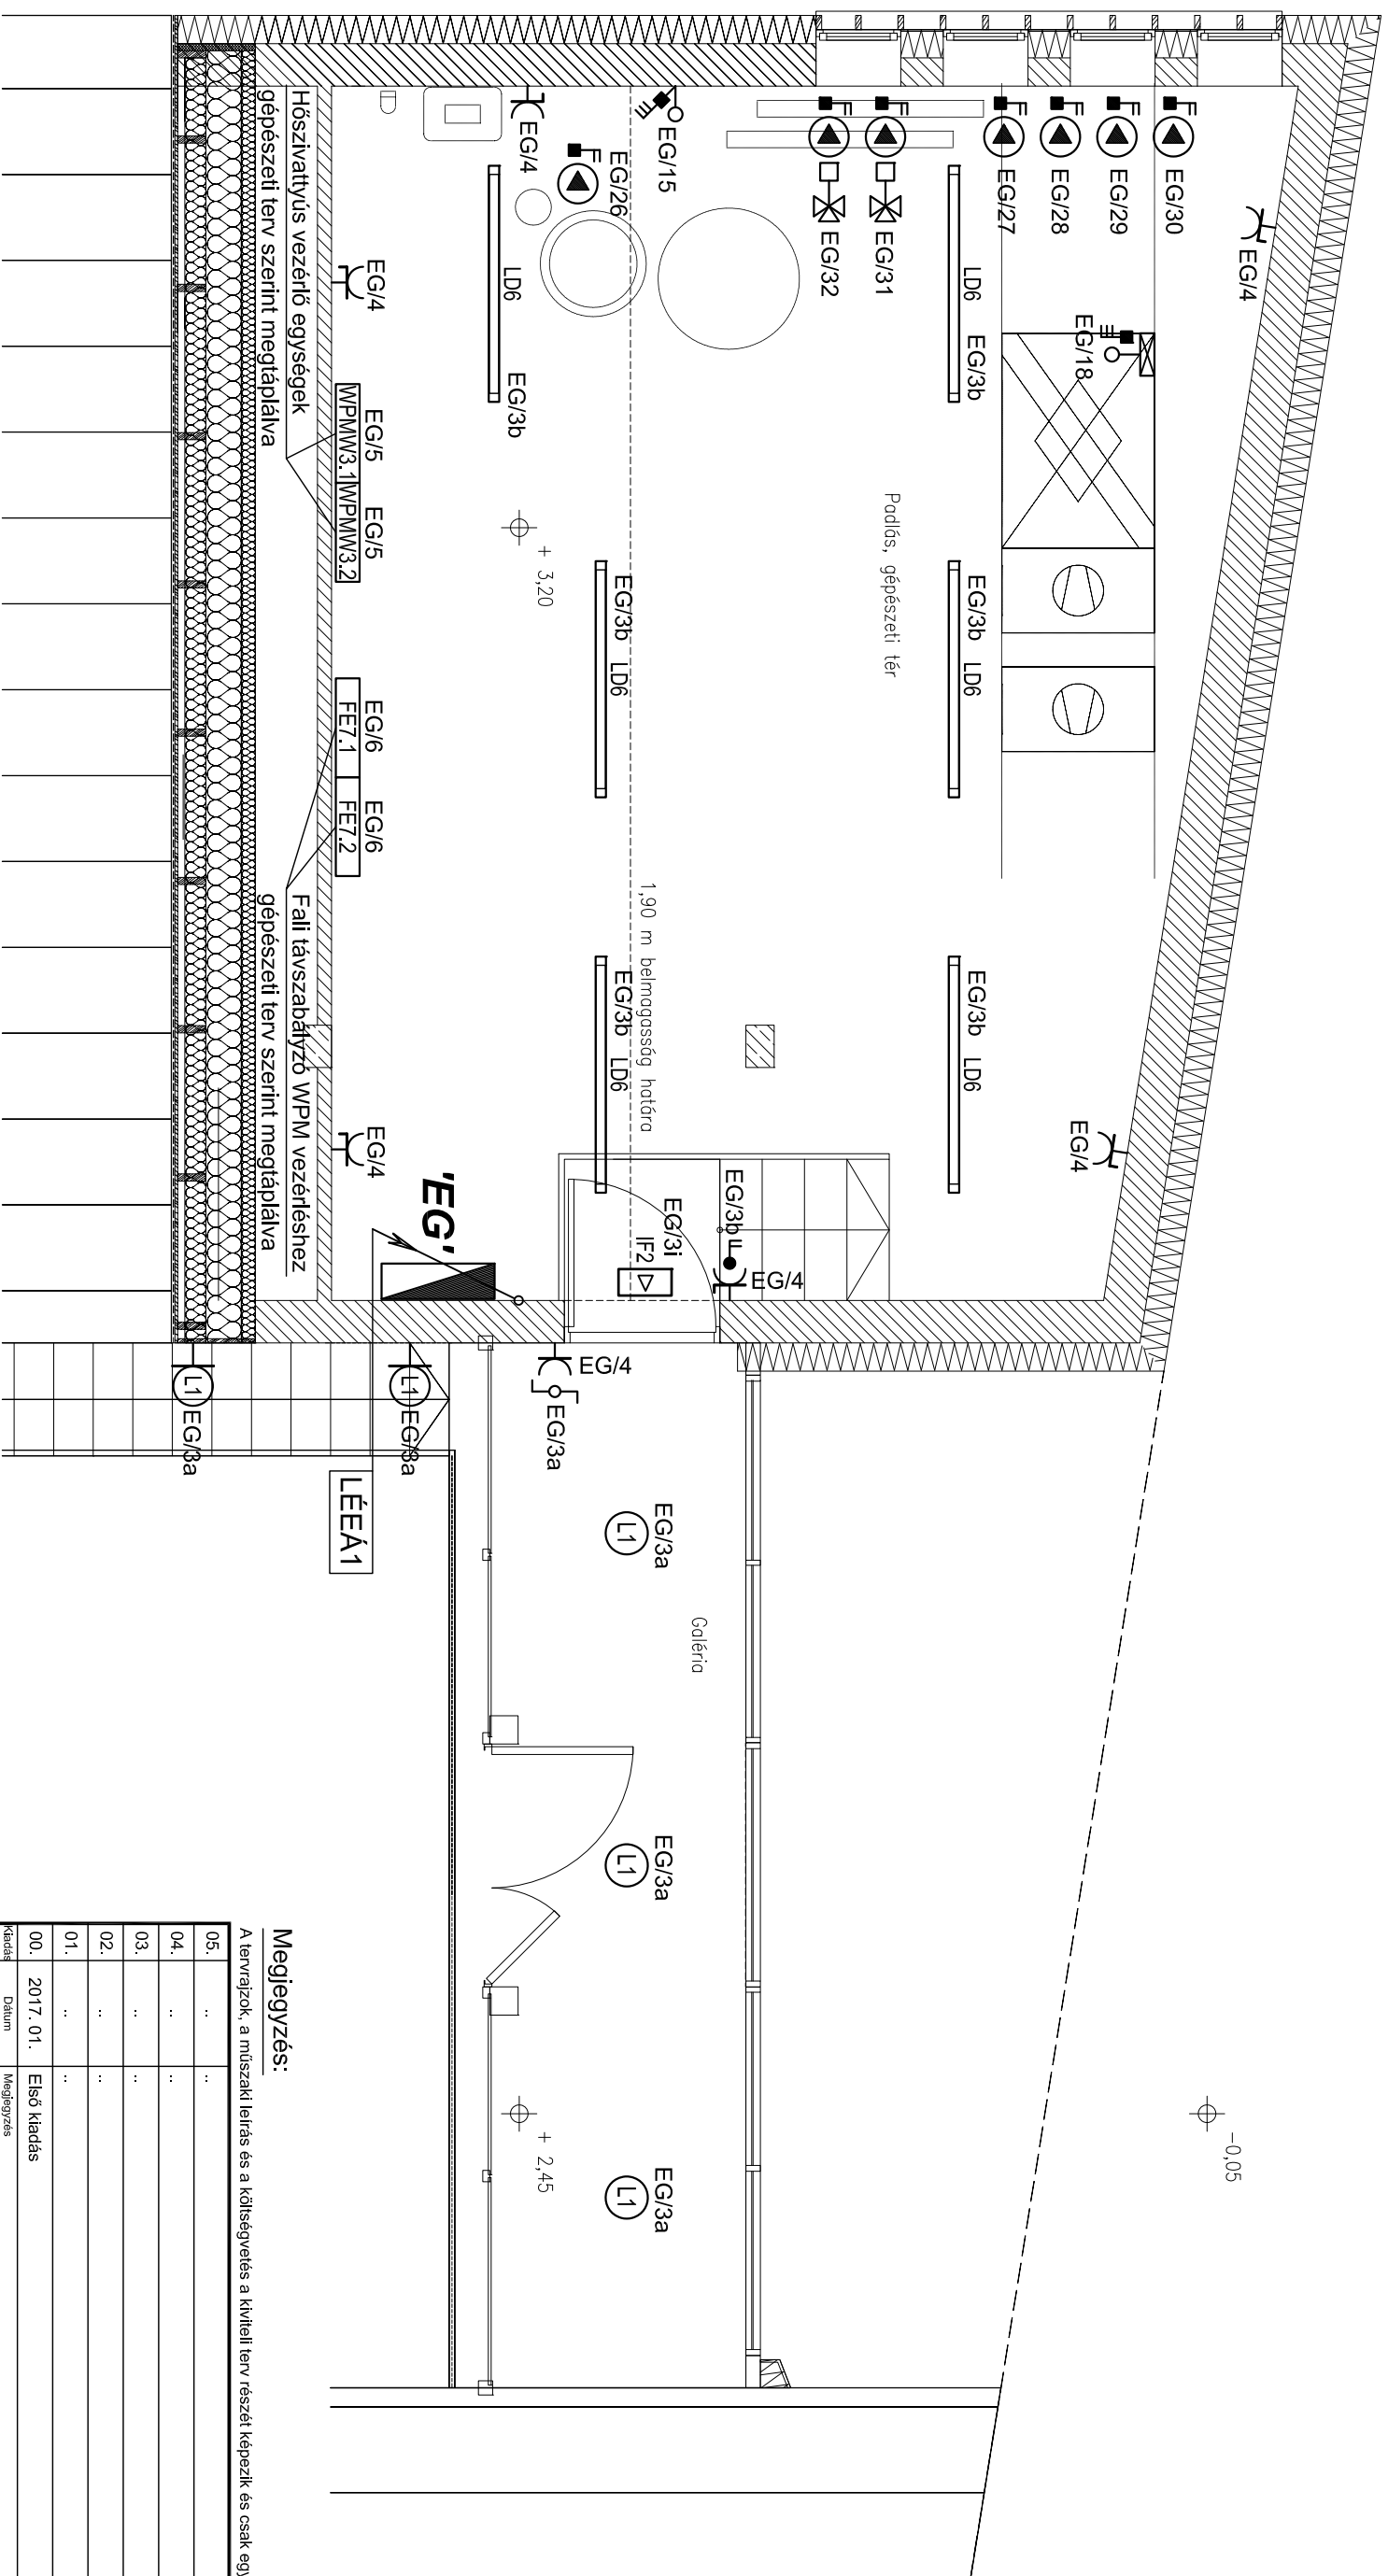 EG/30
EG/29
EG/28
EG/27
EG/31
EG/32
EG/15
EG/26
EG/4
EG/4
EG/18
LD6
EG/3b
LD6
EG/3b
EG/4
Hőszivattyús vezérlő egységek
gépészeti terv szerint megtáplálva
EG/5
EG/5
WPMW3.1
WPMW3.2
+ 3,20
Padlás, gépészeti tér
EG/3b
LD6
EG/3b
LD6
EG/6
EG/6
FE7.1
FE7.2
Fali távszabályzó WPM vezérléshez
gépészeti terv szerint megtáplálva
1,90 m belmagasság határa
EG/3b
LD6
EG/3b
LD6
EG/4
EG/4
'EG'
EG/3i
IF2
EG/3b
EG/4
EG/4
EG/3a
L1
EG/3a
L1
EG/3a
LÉEÁ1
EG/3a
L1
Galéria
EG/3a
L1
EG/3a
L1
+ 2,45
-0,05
Megjegyzés:
A tervrajzok, a műszaki leírás és a költségvetés a kiviteli terv részét képezik és csak egy
05. .. ..
04. .. ..
03. .. ..
02. .. ..
01. .. ..
00. 2017. 01. Első kiadás
Kiadás Dátum Megjegyzés